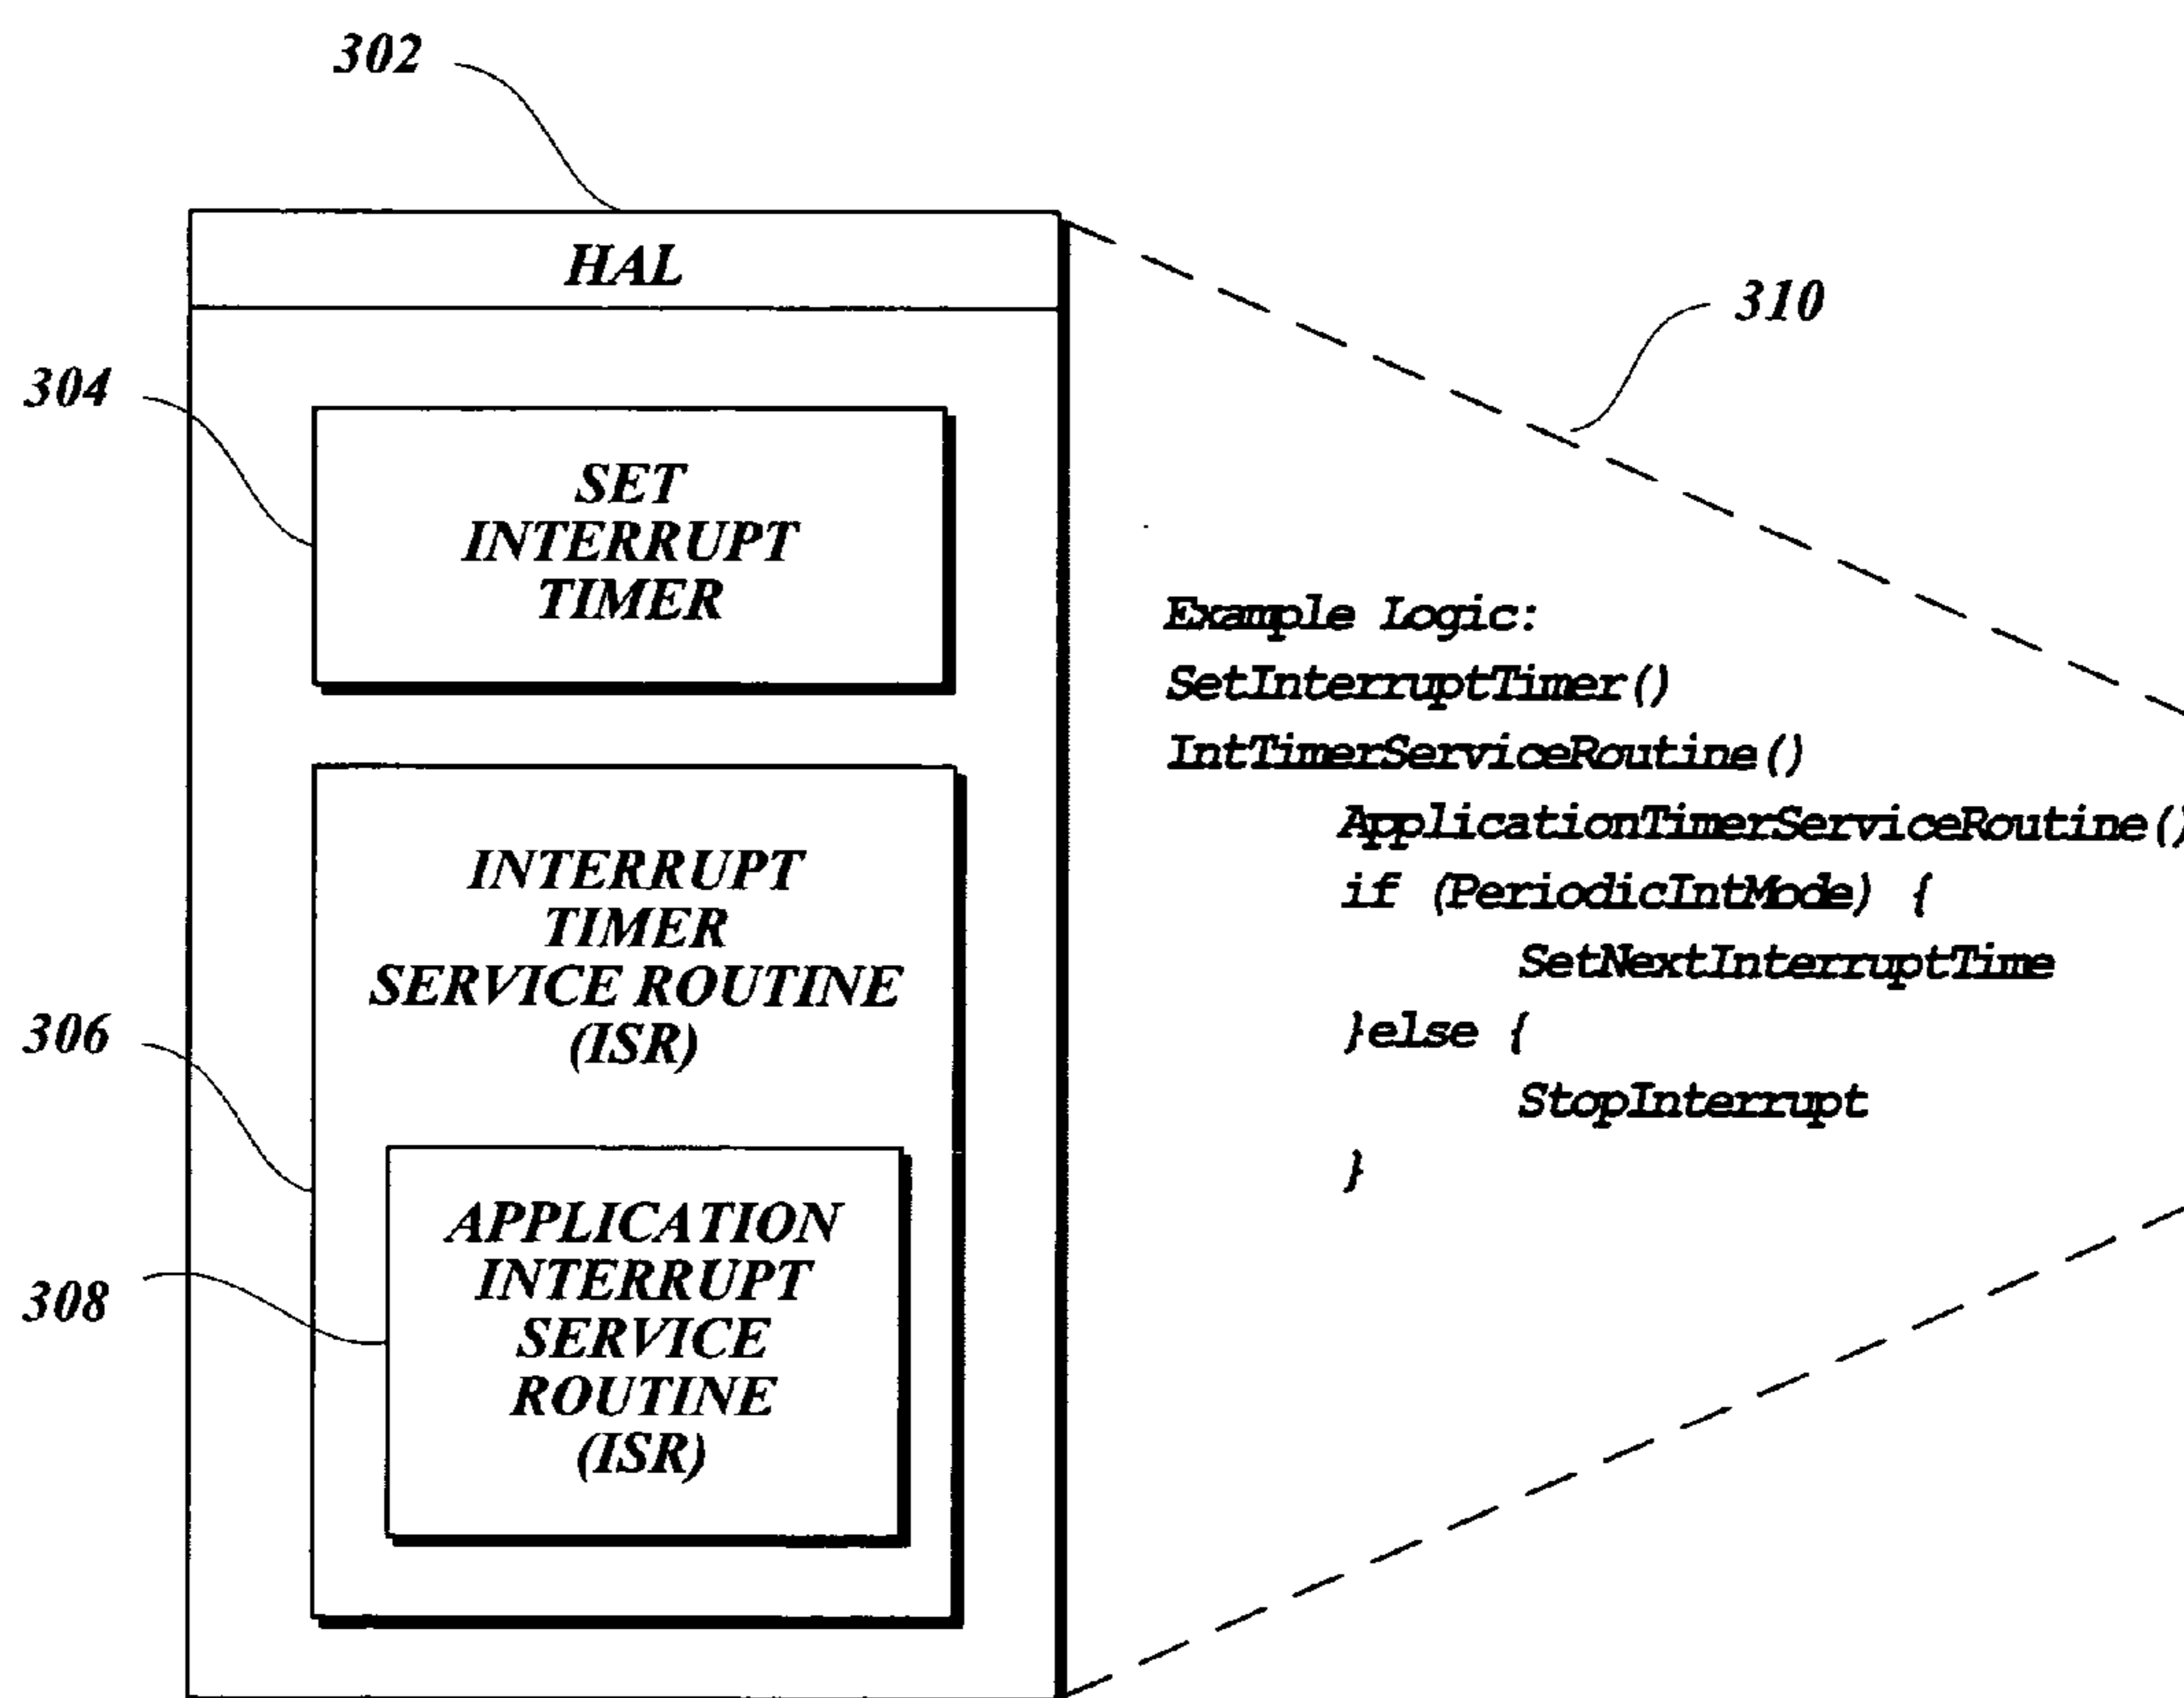 302
HAL
310
304
SET
INTERRUPT
TIMER
Example Logic:
SetInterruptTimer()
IntTimerServiceRoutine()
ApplicationTimerServiceRoutine()
if (PeriodicIntMode) {
SetNextInterruptTime
}else {
StopInterrupt
}
INTERRUPT
TIMER
SERVICE ROUTINE
(ISR)
306
APPLICATION
INTERRUPT
SERVICE
ROUTINE
(ISR)
308